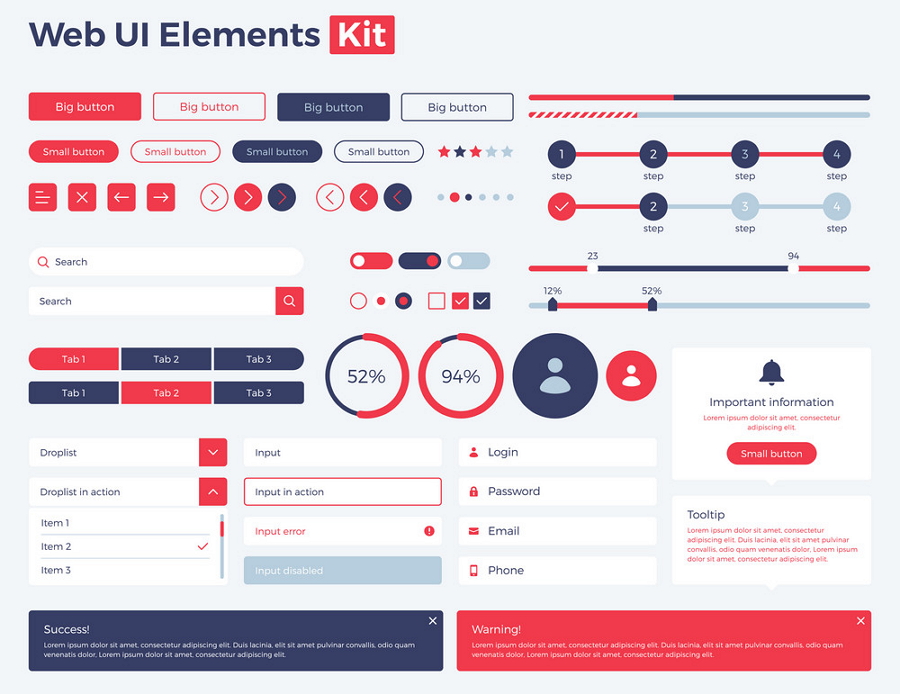 Web UI Elements Kit
Big button
Big button
Big button
Big button
Small button
Small button
Small button
Small button
1
2
3
4
step
step
step
step
2
3
4
step
step
step
Search
Search
23
94
12%
52%
Tab 1
Tab 2
Tab 3
Tab 1
Tab 2
Tab 3
52%
94%
Important information
Lorem ipsum dolor sit amet, consectetur
adipiscing elit.
Small button
Droplist
Droplist in action
Item 1
Item 2
Item 3
Input
Input in action
Input error
Input disabled
Login
Password
Email
Phone
Tooltip
Lorem ipsum dolor sit amet, consectetur
adipiscing elit. Duis lacinia, elit sit amet pulvinar
convallis, odio quam venenatis dolor. Lorem ipsum
dolor sit amet, consectetur adipiscing elit.
Success!
Lorem ipsum dolor sit amet, consectetur adipiscing elit. Duis lacinia, elit sit amet pulvinar convallis, odio quam
venenatis dolor. Lorem ipsum dolor sit amet, consectetur adipiscing elit.
Warning!
Lorem ipsum dolor sit amet, consectetur adipiscing elit. Duis lacinia, elit sit amet pulvinar convallis, odio quam
venenatis dolor. Lorem ipsum dolor sit amet, consectetur adipiscing elit.